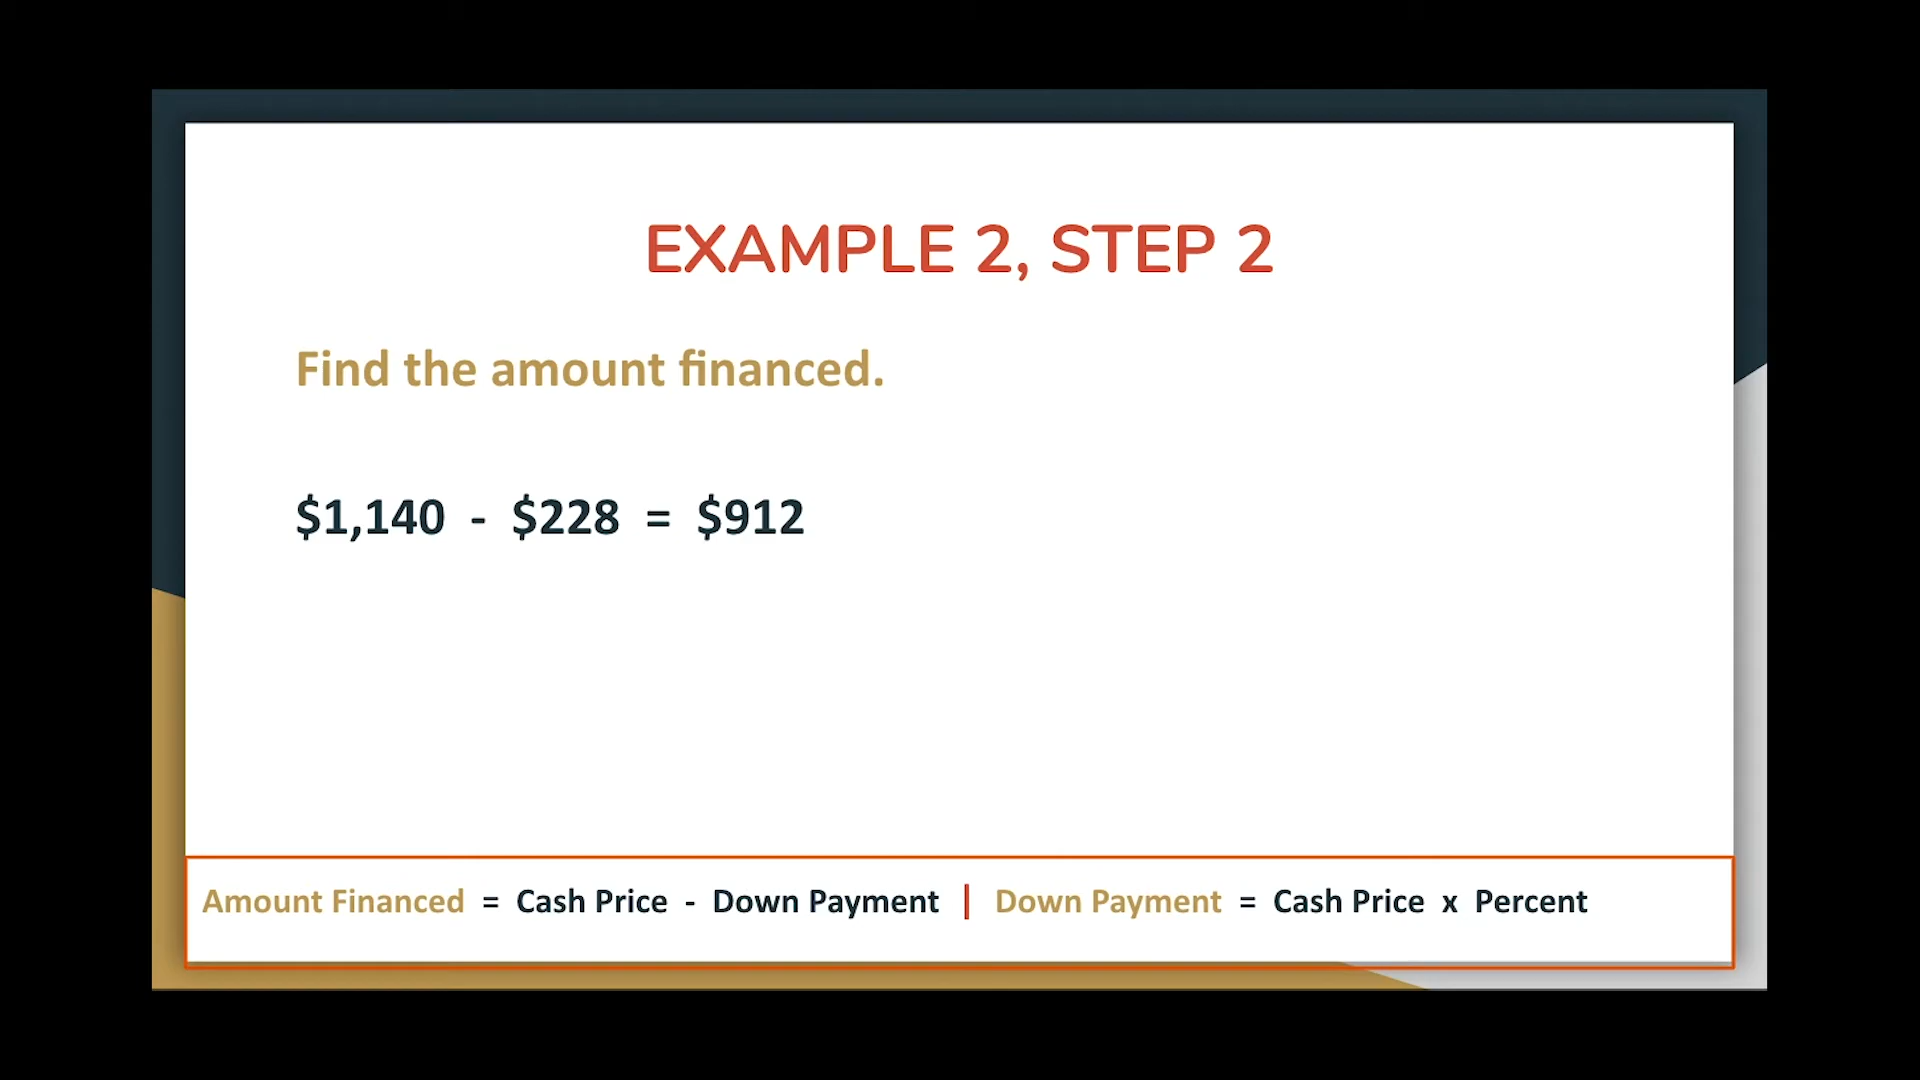 EXAMPLE 2, STEP 2
Find the amount financed.
$1,140 - $228 = $912
Amount Financed = Cash Price - Down Payment | Down Payment = Cash Price x Percent